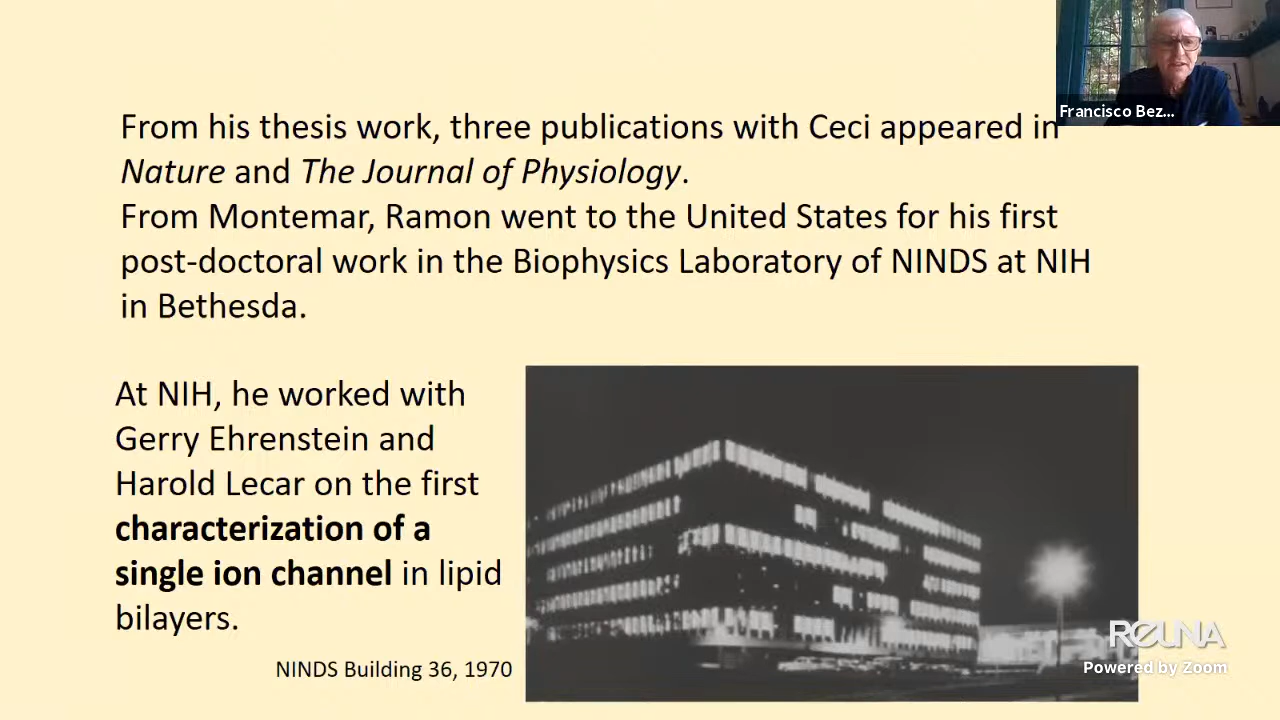 From his thesis work, three publications with Ceci appeared in
Nature and The Journal of Physiology.
From Montemar, Ramon went to the United States for his first
post-doctoral work in the Biophysics Laboratory of NINDS at NIH
in Bethesda.
At NIH, he worked with
Gerry Ehrenstein and
Harold Lecar on the first
characterization of a
single ion channel in lipid
bilayers.
NINDS Building 36, 1970
Francisco Bez...
REUNA
Powered by Zoom